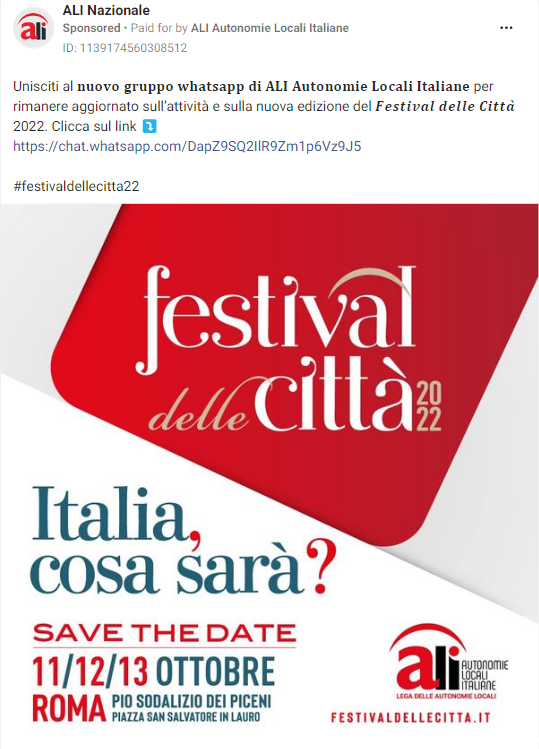 ALI Nazionale
Sponsored • Paid for by ALI Autonomie Locali Italiane
ID: 1139174560308512
Unisciti al nuovo gruppo whatsapp di ALI Autonomie Locali Italiane per
rimanere aggiornato sull'attività e sulla nuova edizione del Festival delle Città
2022. Clicca sul link ⤵️
https://chat.whatsapp.com/DapZ9SQ2IlR9Zm1p6Vz9J5
#festivaldellecitta22
festival
delle città 2022
Italia,
cosa sarà?
SAVE THE DATE
11/12/13 OTTOBRE
ROMA PIO SODALIZIO DEI PICENI
PIAZZA SAN SALVATORE IN LAURO
ali AUTONOMIE
LOCALI
ITALIANE
LEGA DELLE AUTONOMIE LOCALI
FESTIVALDELLECITTA.IT